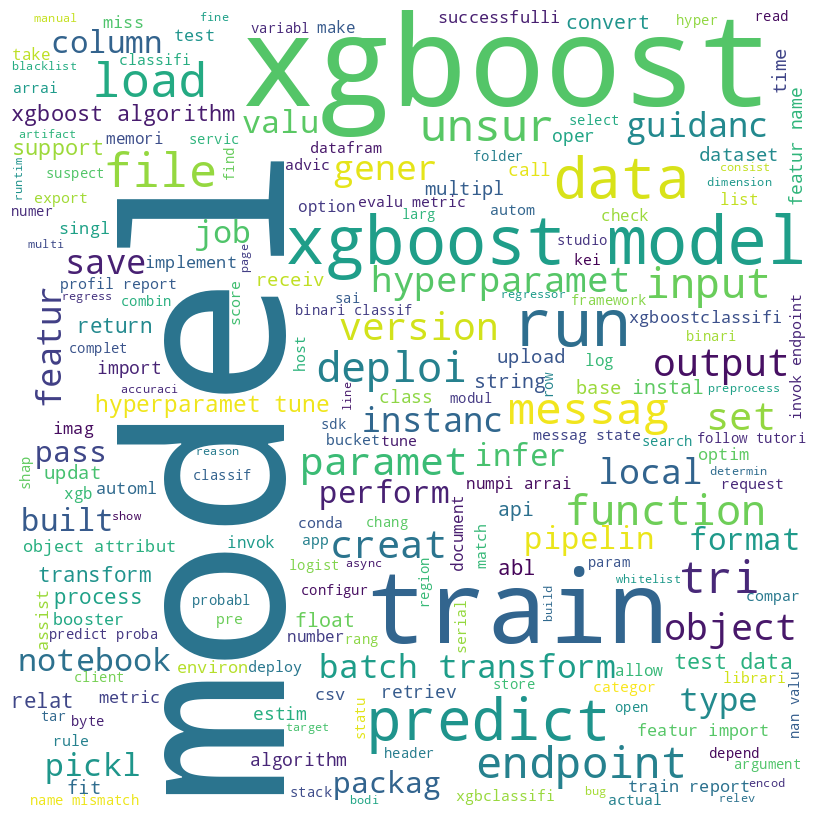 manual
fine
variabl
make
successfulli
convert
hyper
read
xgboost
miss
column
test
take
blacklist
classifi
load
arrai
time
xgboost algorithm
valu
unsur
oper
select
guidanc
featur name
artifact
memori
servic
support
datafram
folder
dataset
runtim
suspect
file
find
advic
gener
call
data
consist
dimension
export
numer
option
evalu metric
multipl
autom
list
singl
job
larg
check
multi
save
implement
page
xgboost model
studio
kei
profil report
regress
combin
score
receiv
sai
hyperparamet
regressor
framework
input
featur
return
model
binari classif
version
run
xgboostclassifi
binari
invok endpoint
complet
import
host
deploi
upload
log
output
accuraci
line
string
row
base instal
preprocess
hyperparamet tune
class
modul
messag
set
imag
reason
sdk
instanc
bucket
tune
messag state
search
follow tutori
pass
shap
classif
paramet
infer
optim
determin
updat
automl
numpi arrai
local
request
xgb
perform
built
show
conda
chang
document
api
function
object attribut
invok
app
creat
match
pipelin
format
logist
async
region
abl
param
whitelist
transform
configur
train
tri
process
probabl
build
compar
assist
booster
pre
float
serial
object
predict proba
number
rang
notebook
environ
deploy
batch transform
allow
test data
client
relat
metric
csv
retriev
store
categor
librari
type
nan valu
tar
byte
estim
statu
predict
open
featur import
rule
target
header
endpoint
depend
pickl
algorithm
argument
fit
stack
packag
train report
encod
name mismatch
bodi
xgbclassifi
bug
actual
relev